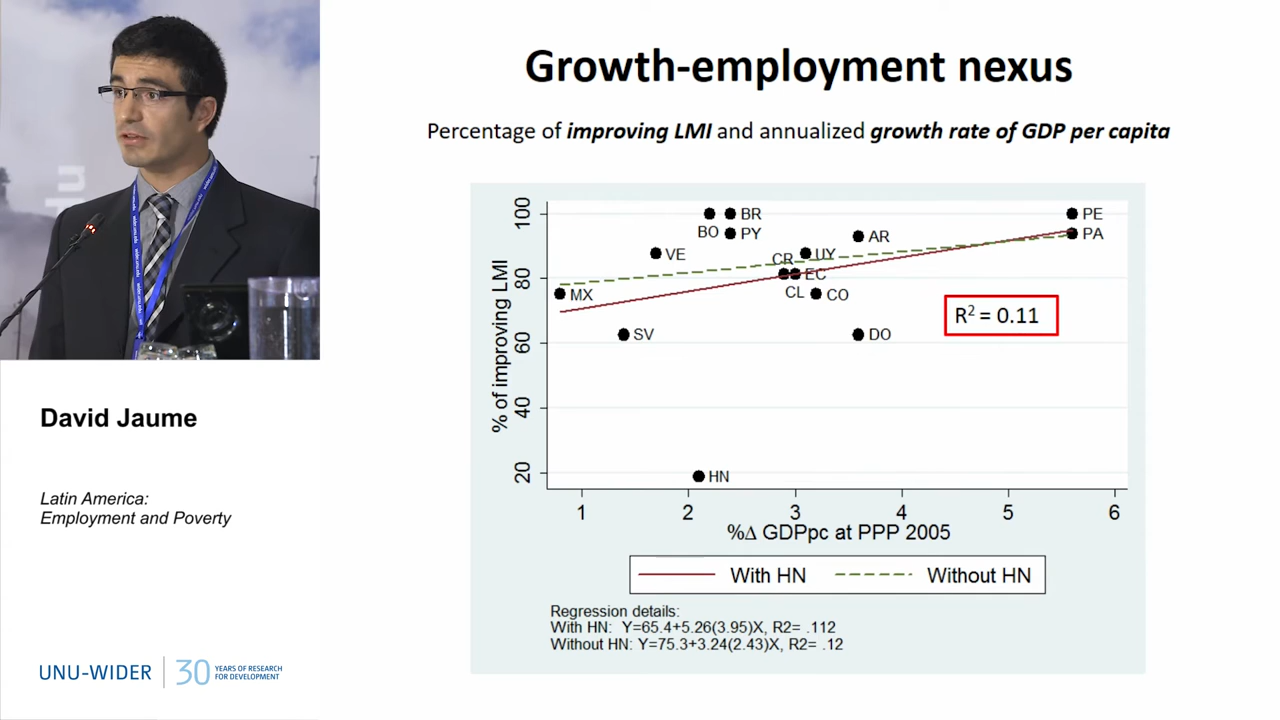 Growth-employment nexus
Percentage of improving LMI and annualized growth rate of GDP per capita
% of improving LMI
100
80
60
40
20
BR
BO
PY
VE
AR
UY
CR
EC
CL
CO
MX
SV
DO
HN
PE
PA
R² = 0.11
1 2 3 4 5 6
%Δ GDPpc at PPP 2005
With HN
Without HN
Regression details:
With HN: Y=65.4+5.26(3.95)X, R2= .112
Without HN: Y=75.3+3.24(2.43)X, R2= .12
David Jaume
Latin America:
Employment and Poverty
UNU-WIDER
30 YEARS OF RESEARCH
FOR DEVELOPMENT